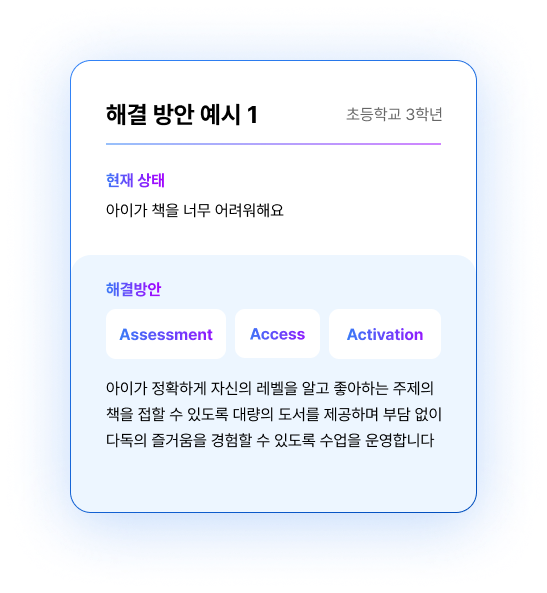 해결 방안 예시 1
초등학교 3학년
현재 상태
아이가 책을 너무 어려워해요
해결방안
Assessment
Access
Activation
아이가 정확하게 자신의 레벨을 알고 좋아하는 주제의
책을 접할 수 있도록 대량의 도서를 제공하며 부담 없이
다독의 즐거움을 경험할 수 있도록 수업을 운영합니다